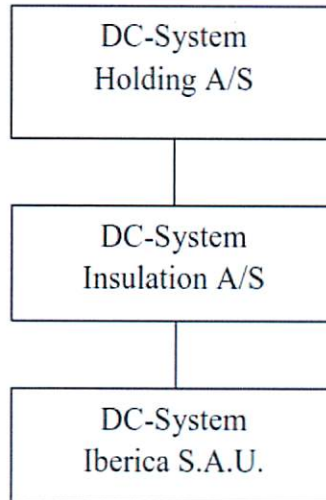 DC-System
Holding A/S
DC-System
Insulation A/S
DC-System
Iberica S.A.U.